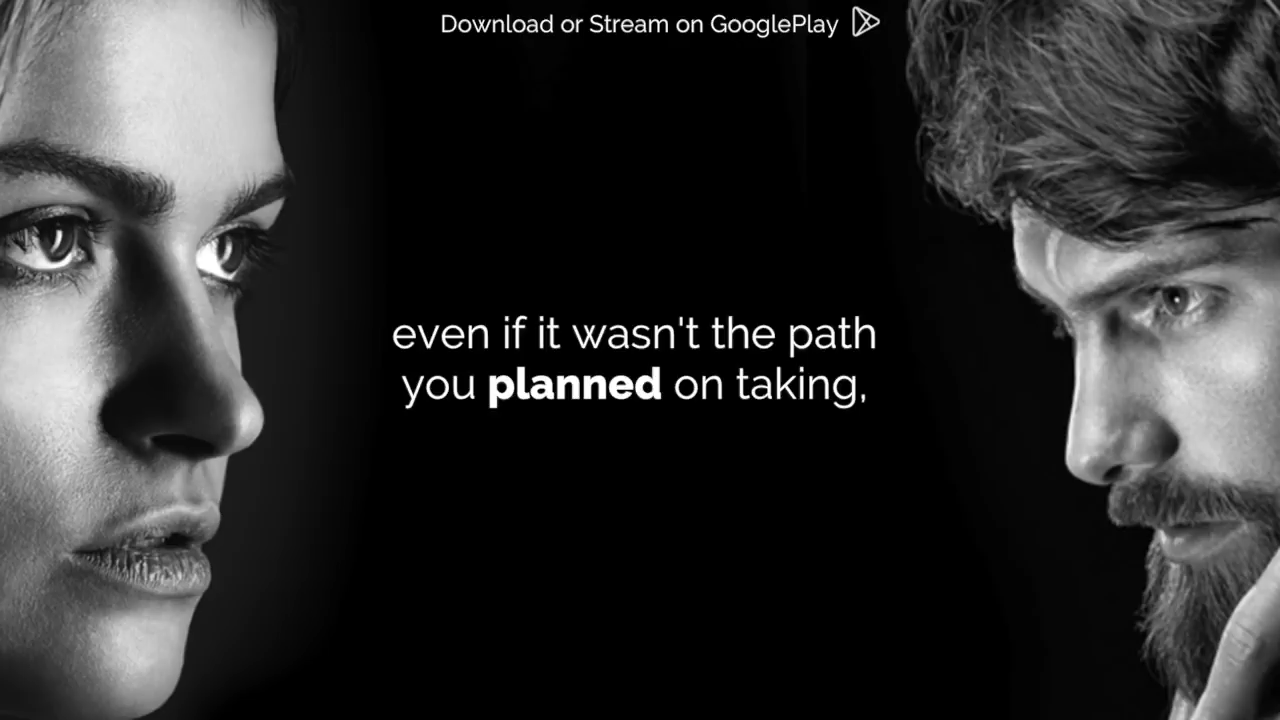 Download or Stream on GooglePlay
even if it wasn't the path
you planned on taking,